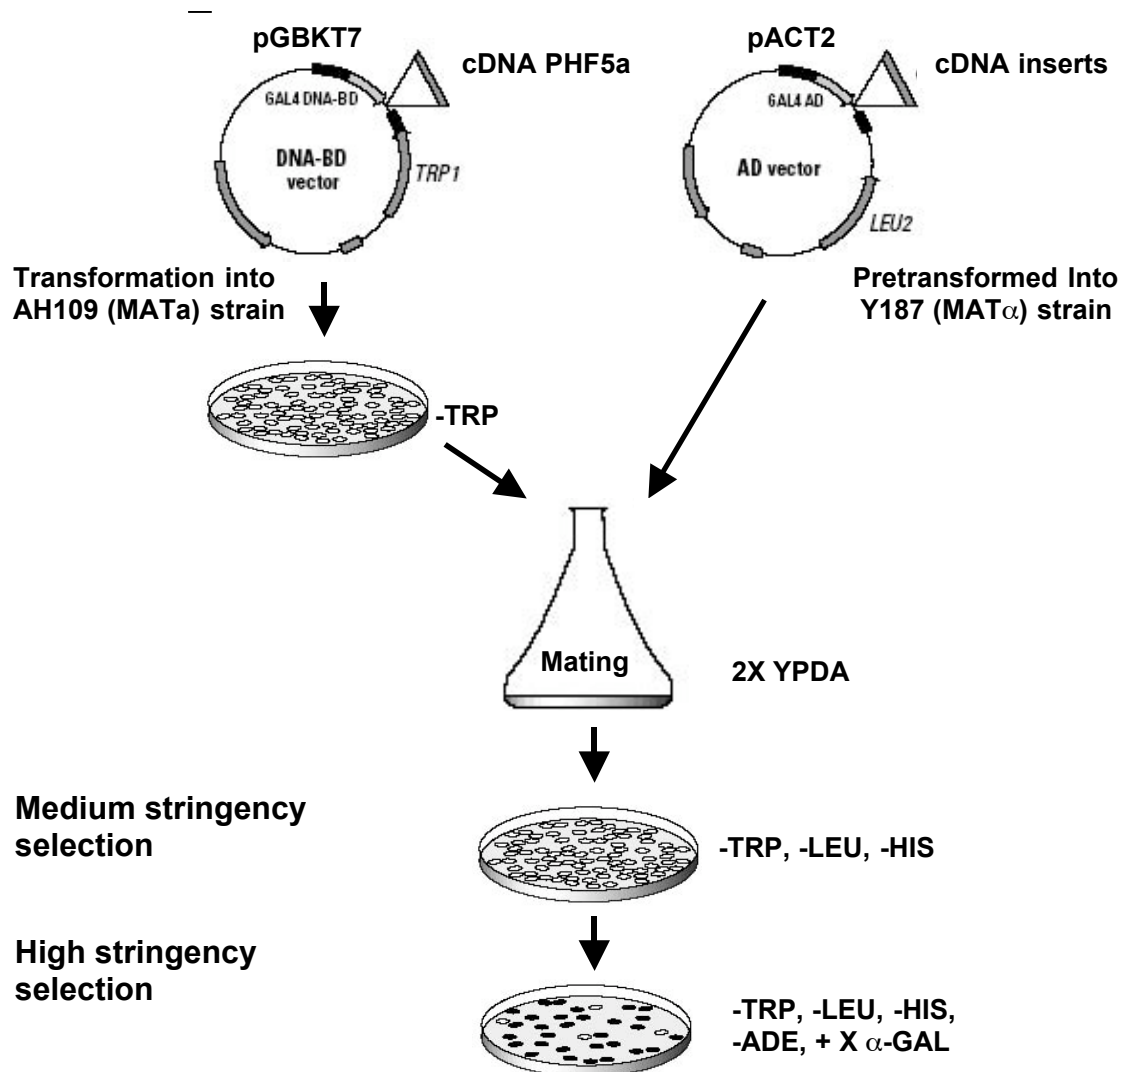 pGBKT7
cDNA PHF5a
GAL4 DNA-BD
DNA-BD
vector
TRP1
pACT2
cDNA inserts
GAL4 AD
AD vector
LEU2
Transformation into
AH109 (MATa) strain
Pretransformed Into
Y187 (MATα) strain
-TRP
Mating
2X YPDA
Medium stringency
selection
-TRP, -LEU, -HIS
High stringency
selection
-TRP, -LEU, -HIS,
-ADE, + X α-GAL